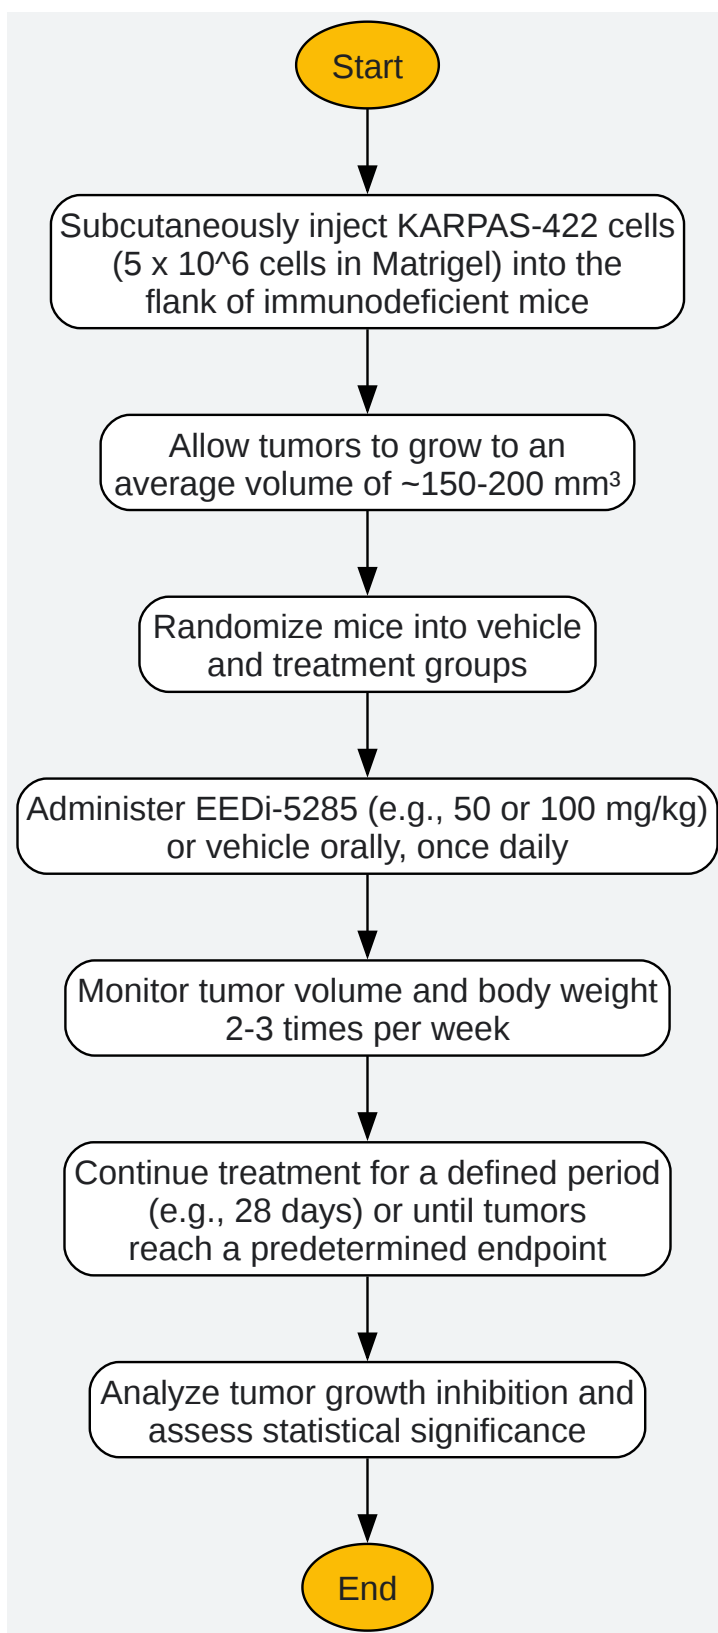 Start
Subcutaneously inject KARPAS-422 cells
(5 x 10^6 cells in Matrigel) into the
flank of immunodeficient mice
Allow tumors to grow to an
average volume of ~150-200 mm³
Randomize mice into vehicle
and treatment groups
Administer EEDi-5285 (e.g., 50 or 100 mg/kg)
or vehicle orally, once daily
Monitor tumor volume and body weight
2-3 times per week
Continue treatment for a defined period
(e.g., 28 days) or until tumors
reach a predetermined endpoint
Analyze tumor growth inhibition and
assess statistical significance
End